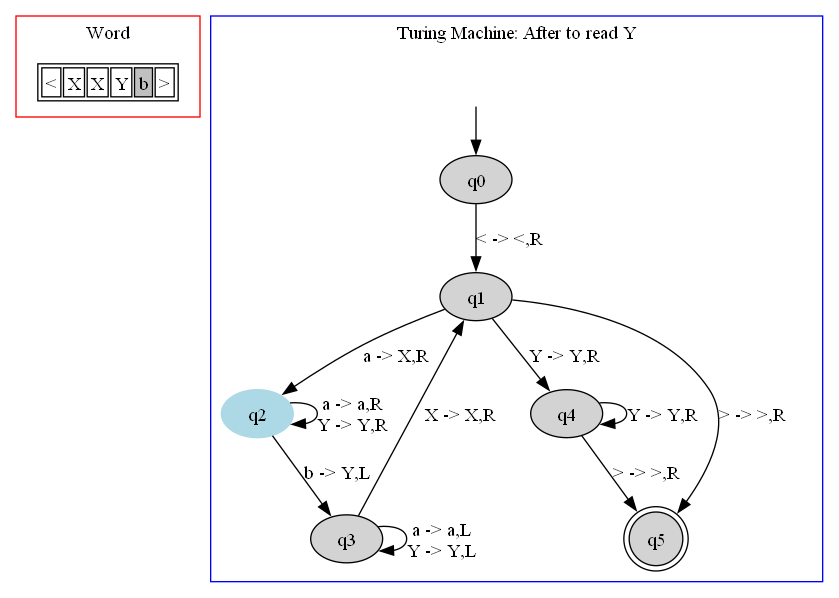 Word
< X X Y b >
Turing Machine: After to read Y
q0
< -> <,R
q1
a -> X,R
Y -> Y,R
q2
a -> a,R
Y -> Y,R
X -> X,R
q4
Y -> Y,R
> -> >,R
b -> Y,L
> -> >,R
q3
a -> a,L
Y -> Y,L
q5